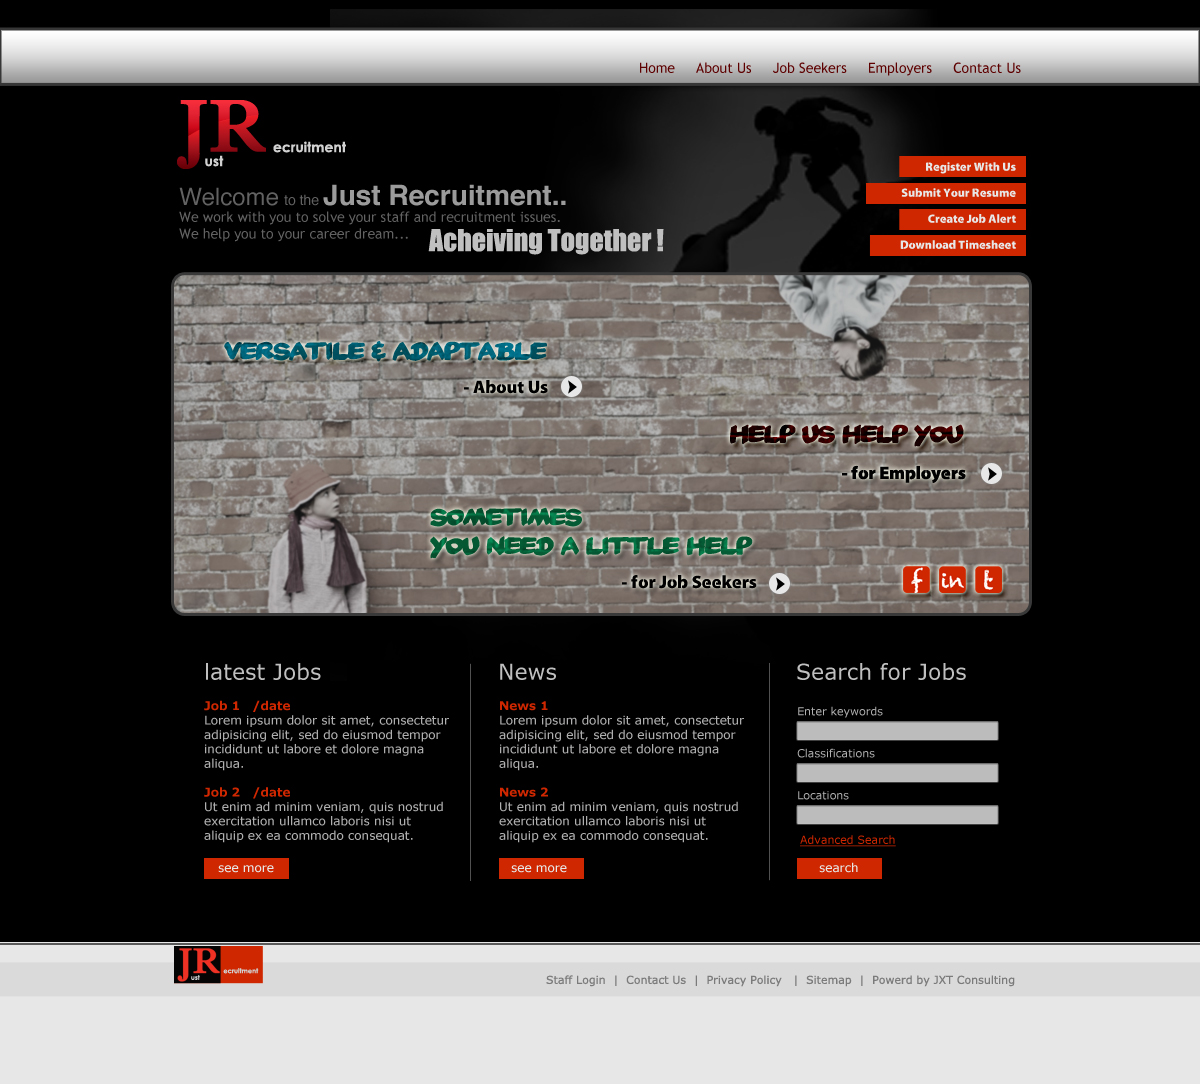 Home About Us Job Seekers Employers Contact Us
JR
ust ecruitment
Register With Us
Submit Your Resume
Create Job Alert
Download Timesheet
Welcome to the Just Recruitment..
We work with you to solve your staff and recruitment issues.
We help you to your career dream...
Acheiving Together !
VERSATILE & ADAPTABLE
- About Us
HELP US HELP YOU
- for Employers
SOMETIMES
YOU NEED A LITTLE HELP
- for Job Seekers
f in t
latest Jobs
Job 1 /date
Lorem ipsum dolor sit amet, consectetur
adipisicing elit, sed do eiusmod tempor
incididunt ut labore et dolore magna
aliqua.
Job 2 /date
Ut enim ad minim veniam, quis nostrud
exercitation ullamco laboris nisi ut
aliquip ex ea commodo consequat.
see more
News
News 1
Lorem ipsum dolor sit amet, consectetur
adipisicing elit, sed do eiusmod tempor
incididunt ut labore et dolore magna
aliqua.
News 2
Ut enim ad minim veniam, quis nostrud
exercitation ullamco laboris nisi ut
aliquip ex ea commodo consequat.
see more
Search for Jobs
Enter keywords
Classifications
Locations
Advanced Search
search
JR
ust ecruitment
Staff Login | Contact Us | Privacy Policy | Sitemap | Powerd by JXT Consulting